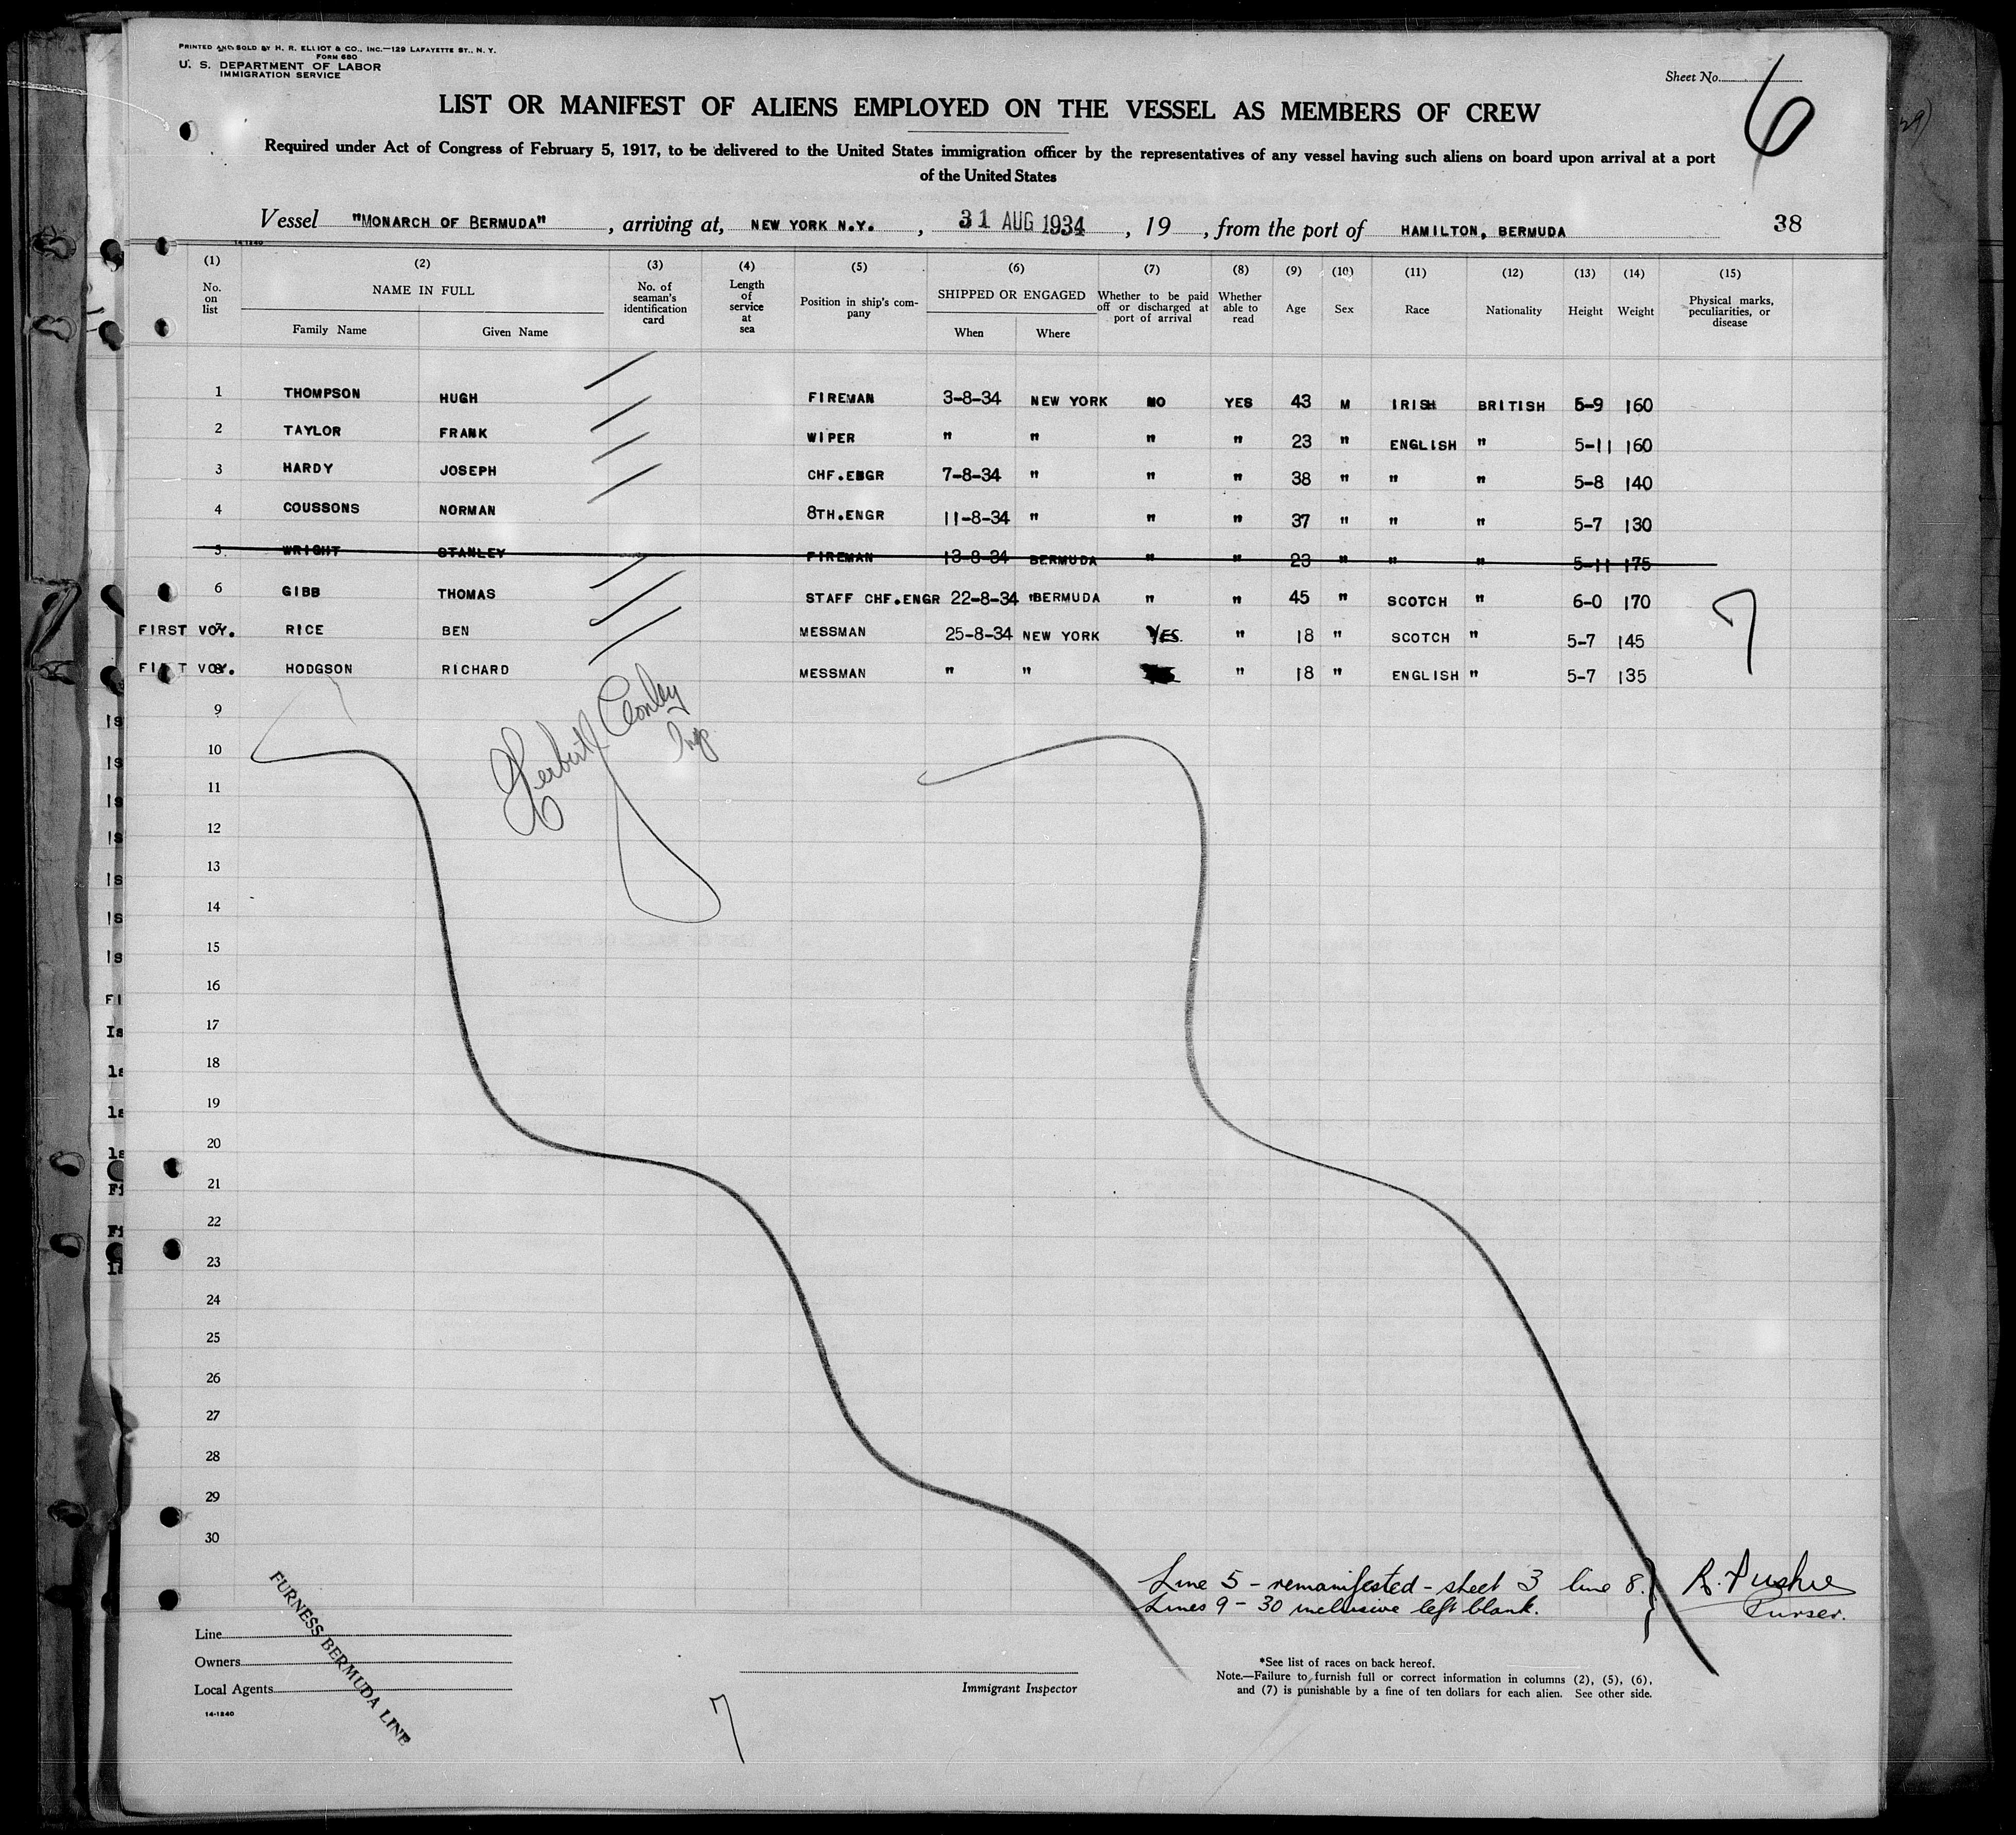 PRINTED AND SOLD BY H. R. ELLIOT & CO., INC.—129 LAFAYETTE ST., N. Y.
FORM 680
U. S. DEPARTMENT OF LABOR
IMMIGRATION SERVICE
Sheet No. 6
LIST OR MANIFEST OF ALIENS EMPLOYED ON THE VESSEL AS MEMBERS OF CREW
Required under Act of Congress of February 5, 1917, to be delivered to the United States immigration officer by the representatives of any vessel having such aliens on board upon arrival at a port
of the United States
Vessel "MONARCH OF BERMUDA", arriving at, NEW YORK N.Y., 31 AUG 1934, 19, from the port of HAMILTON, BERMUDA 38
14-1240
(1) (2) (3) (4) (5) (6) (7) (8) (9) (10) (11) (12) (13) (14) (15)
No. on list NAME IN FULL Family Name Given Name No. of seaman's identification card Length of service at sea Position in ship's company SHIPPED OR ENGAGED When Where Whether to be paid off or discharged at port of arrival Whether able to read Age Sex Race Nationality Height Weight Physical marks, peculiarities, or disease
1 THOMPSON HUGH FIREMAN 3-8-34 NEW YORK NO YES 43 M IRISH BRITISH 5-9 160
2 TAYLOR FRANK WIPER " " " " 23 " ENGLISH " 5-11 160
3 HARDY JOSEPH CHF.ENGR 7-8-34 " " " 38 " " " 5-8 140
4 COUSSONS NORMAN 8TH.ENGR 11-8-34 " " " 37 " " " 5-7 130
5. WRIGHT STANLEY FIREMAN 13-8-34 BERMUDA " " 23 " " " 5-11 175
6 GIBB THOMAS STAFF CHF.ENGR 22-8-34 "BERMUDA " " 45 " SCOTCH " 6-0 170
FIRST VOY. 7 RICE BEN MESSMAN 25-8-34 NEW YORK YES. " 18 " SCOTCH " 5-7 145
FIRST VOY. 8 HODGSON RICHARD MESSMAN " " " 18 " ENGLISH " 5-7 135
7
9
10
11
12
13
14
15
16
17
18
19
20
21
22
23
24
25
26
27
28
29
30
Line 5 - remanifested - sheet 3 line 8.
Lines 9 - 30 inclusive left blank.
Purser.
Line
Owners
Local Agents
FURNESS BERMUDA LINE
14-1240
7
Immigrant Inspector
*See list of races on back hereof.
Note.—Failure to furnish full or correct information in columns (2), (5), (6),
and (7) is punishable by a fine of ten dollars for each alien. See other side.